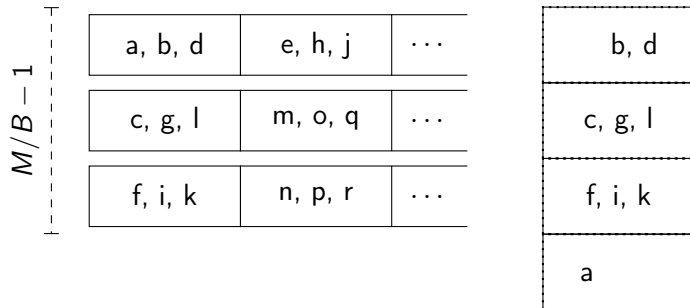 M/B − 1
a, b, d e, h, j ···
c, g, l m, o, q ···
f, i, k n, p, r ···
b, d
c, g, l
f, i, k
a